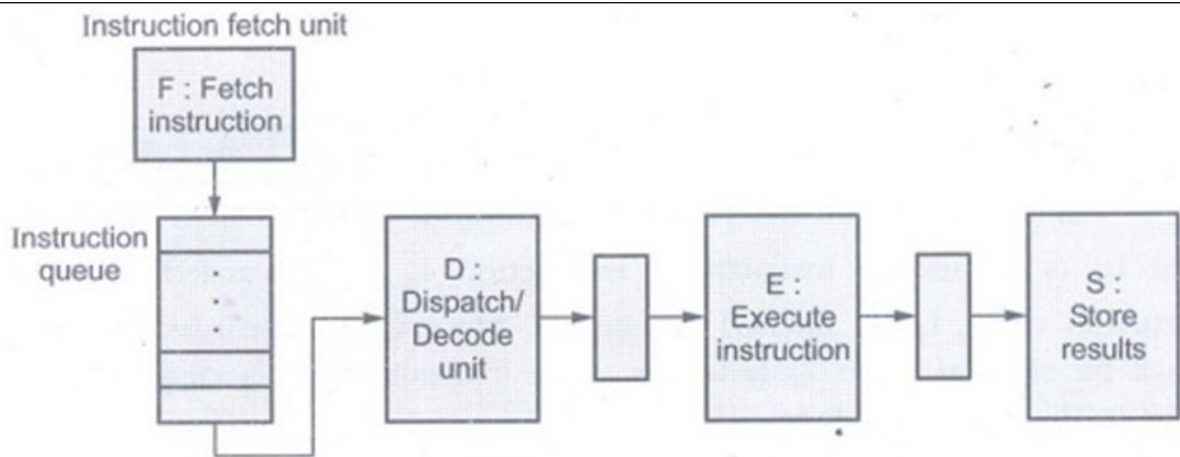 Instruction fetch unit
F : Fetch
instruction
Instruction
queue
D :
Dispatch/
Decode
unit
E :
Execute
instruction
S :
Store
results